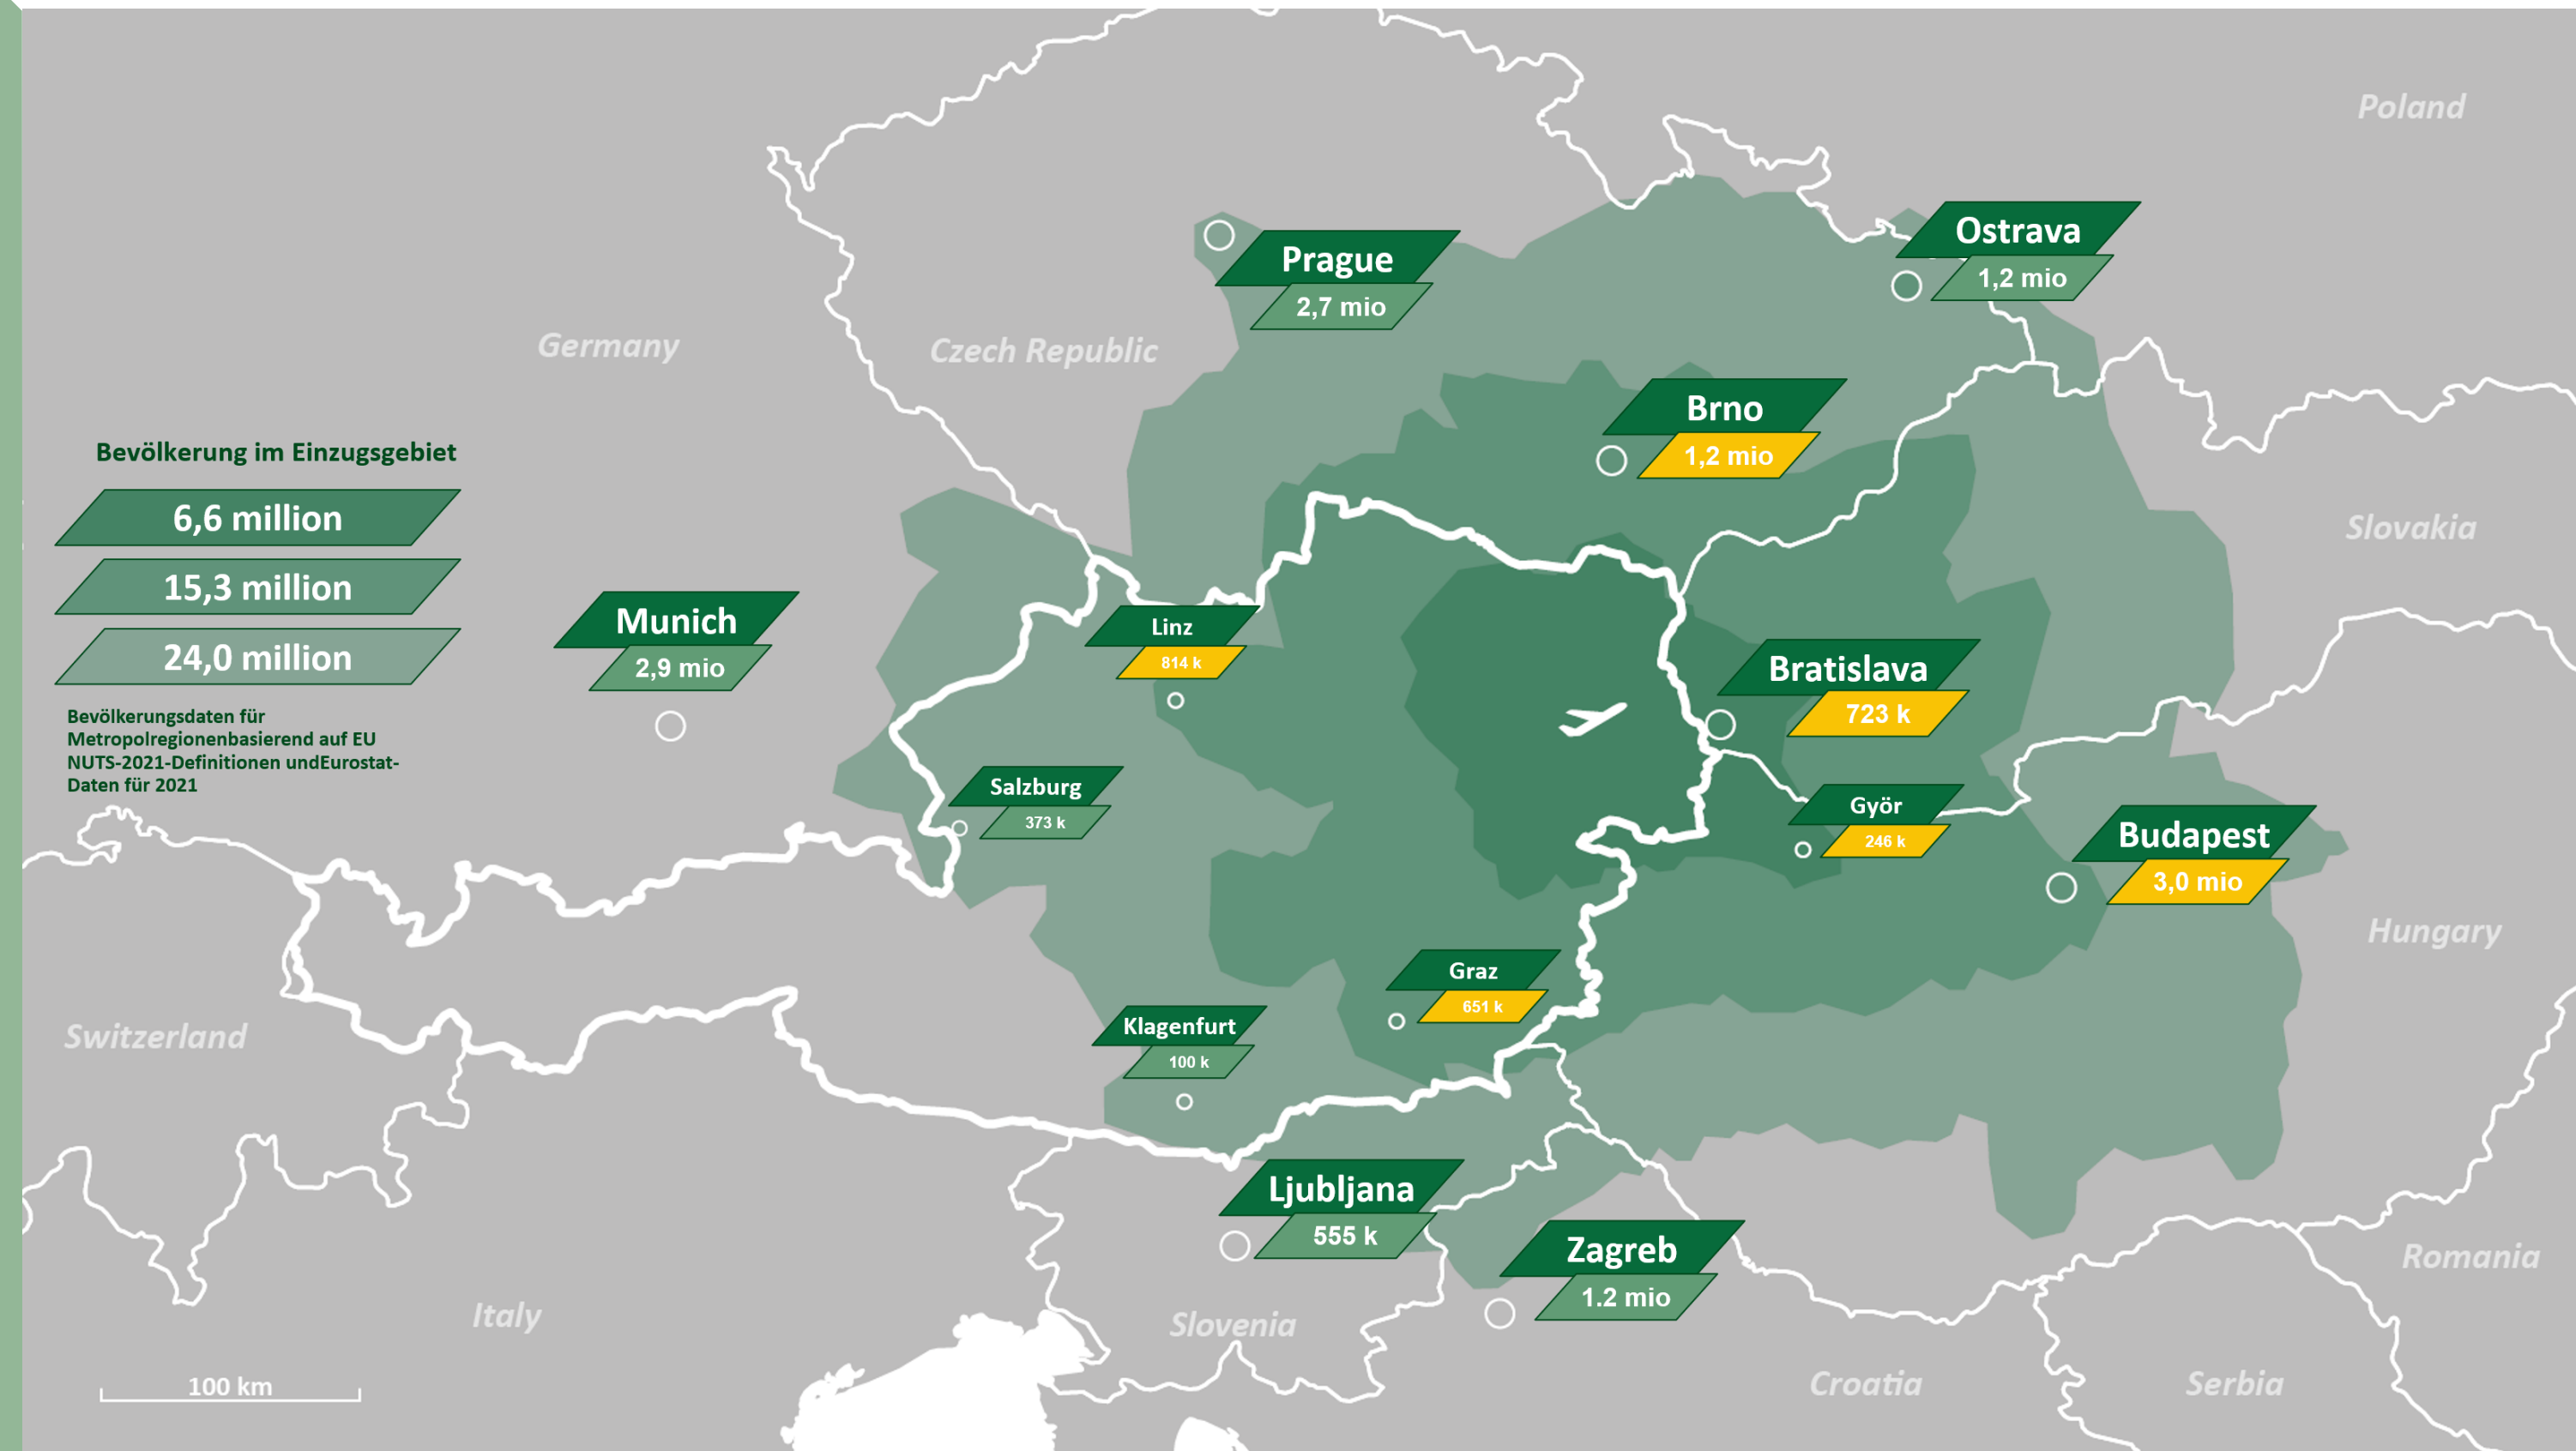 Poland
Ostrava
1,2 mio
Prague
2,7 mio
Germany
Czech Republic
Brno
1,2 mio
Bevölkerung im Einzugsgebiet
6,6 million
15,3 million
24,0 million
Bevölkerungsdaten für
Metropolregionenbasierend auf EU
NUTS-2021-Definitionen undEurostat-
Daten für 2021
Slovakia
Munich
2,9 mio
Linz
814 k
Bratislava
723 k
Salzburg
373 k
Györ
246 k
Budapest
3,0 mio
Hungary
Graz
651 k
Klagenfurt
100 k
Switzerland
Ljubljana
555 k
Zagreb
1.2 mio
Romania
Italy
Slovenia
Croatia
Serbia
100 km